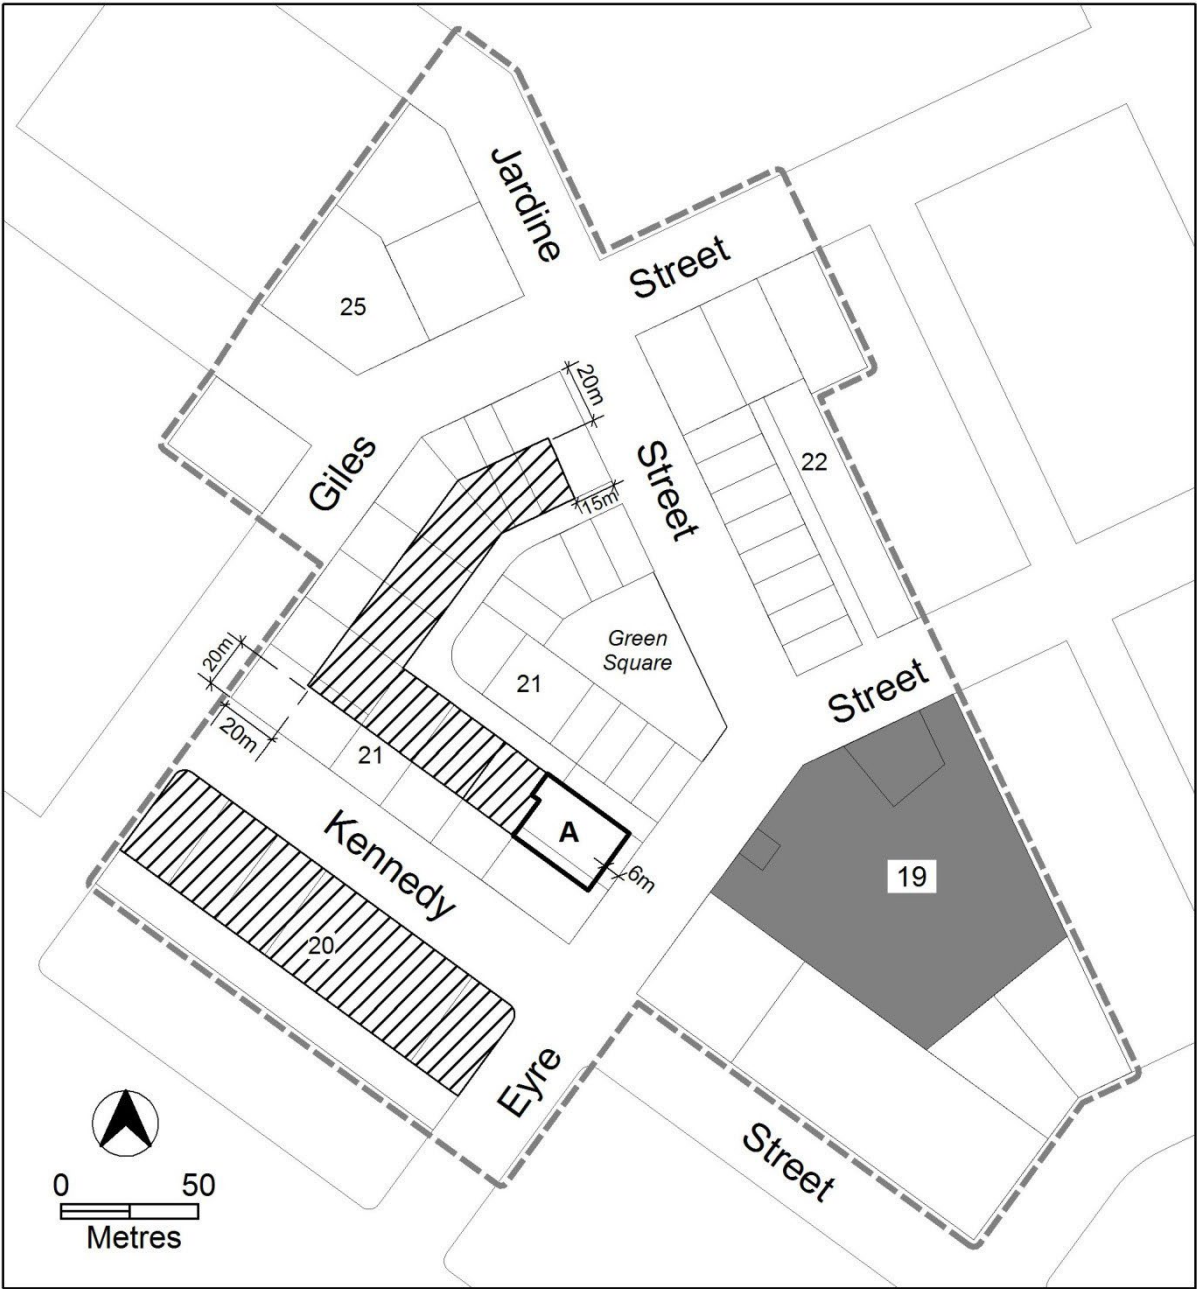 Jardine
Street
25
20m
Giles
Street
22
15m
Green
Square
20m
21
Street
20m
21
A
6m
19
Kennedy
20
Eyre
Street
0 50
Metres